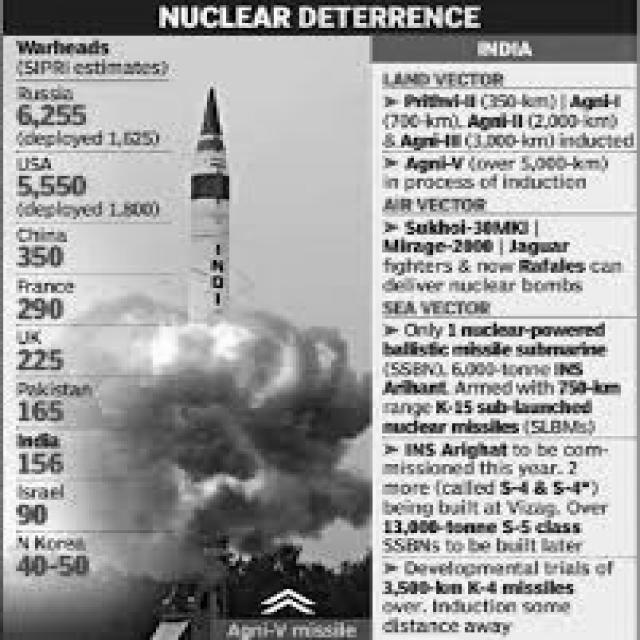 NUCLEAR DETERRENCE
Warheads
(SIPRI estimates)
Russia
6,255
(deployed 1,625)
USA
5,550
(deployed 1,800)
China
350
France
290
UK
225
Pakistan
165
India
156
Israel
90
N Korea
40-50
INDI
Agni-V missile
INDIA
LAND VECTOR
➤ Prithvi-II (350-km) | Agni-I
(700-km), Agni-II (2,000-km)
& Agni-III (3,000-km) inducted
➤ Agni-V (over 5,000-km)
in process of induction
AIR VECTOR
➤ Sukhoi-30MKI |
Mirage-2000 | Jaguar
fighters & now Rafales can
deliver nuclear bombs
SEA VECTOR
➤ Only 1 nuclear-powered
ballistic missile submarine
(SSBN), 6,000-tonne INS
Arihant. Armed with 750-km
range K-15 sub-launched
nuclear missiles (SLBMs)
➤ INS Arighat to be com-
missioned this year. 2
more (called S-4 & S-4*)
being built at Vizag. Over
13,000-tonne S-5 class
SSBNs to be built later
➤ Developmental trials of
3,500-km K-4 missiles
over. Induction some
distance away